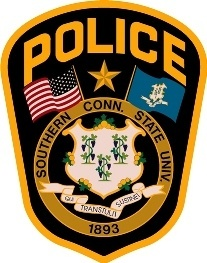 POLICE
SOUTHERN CONN. STATE UNIV.
QUI TRANSTULIT SUSTINET
1893